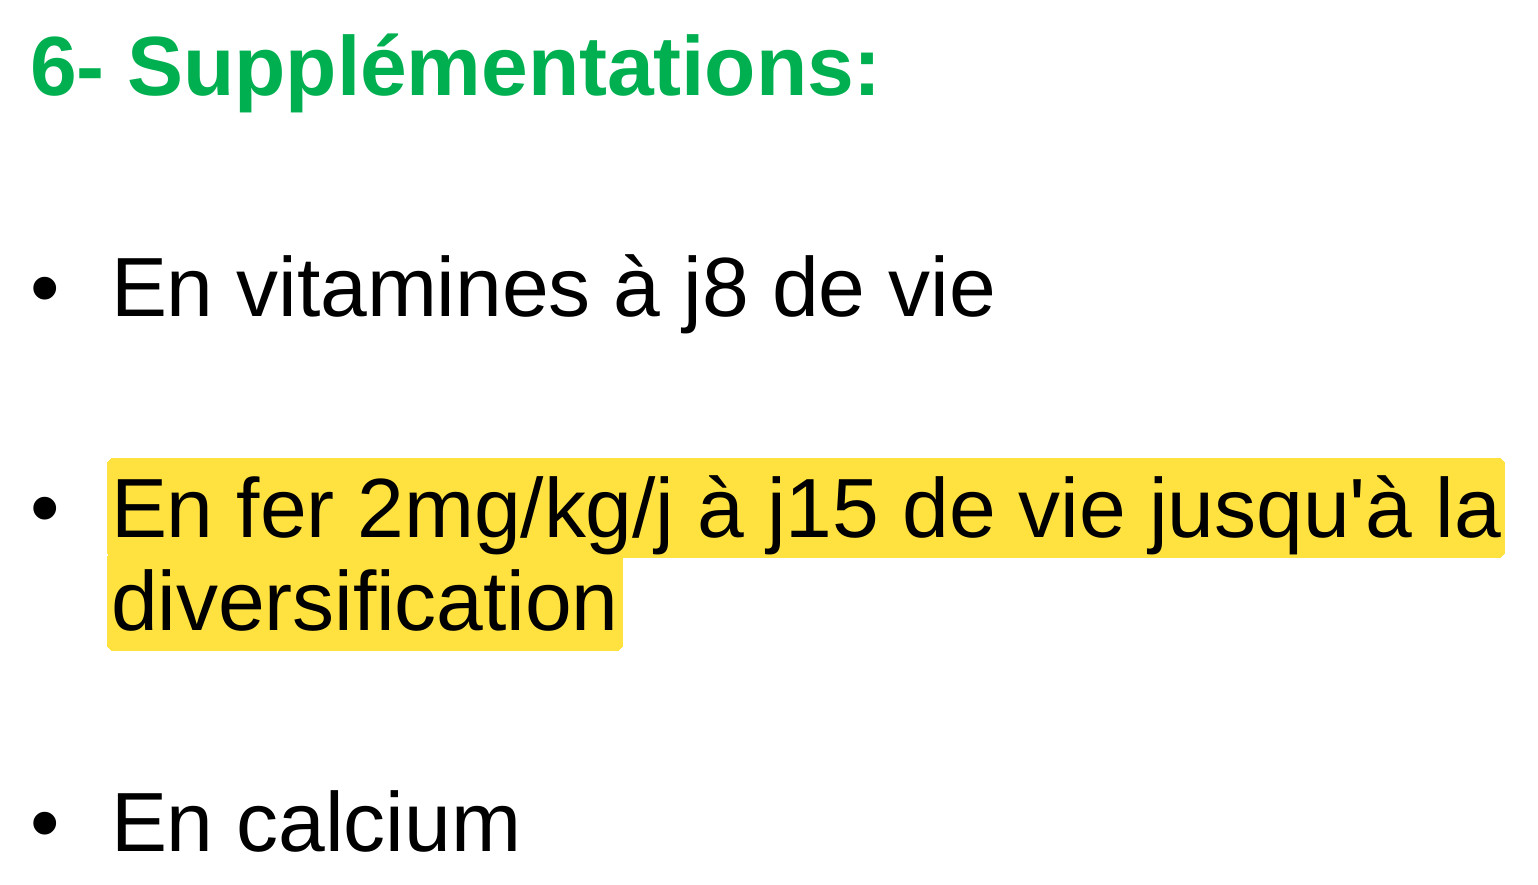 6- Supplémentations:
• En vitamines à j8 de vie
• En fer 2mg/kg/j à j15 de vie jusqu'à la
diversification
• En calcium